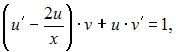 (u′ − 2u/x) · v + u · v′ = 1,